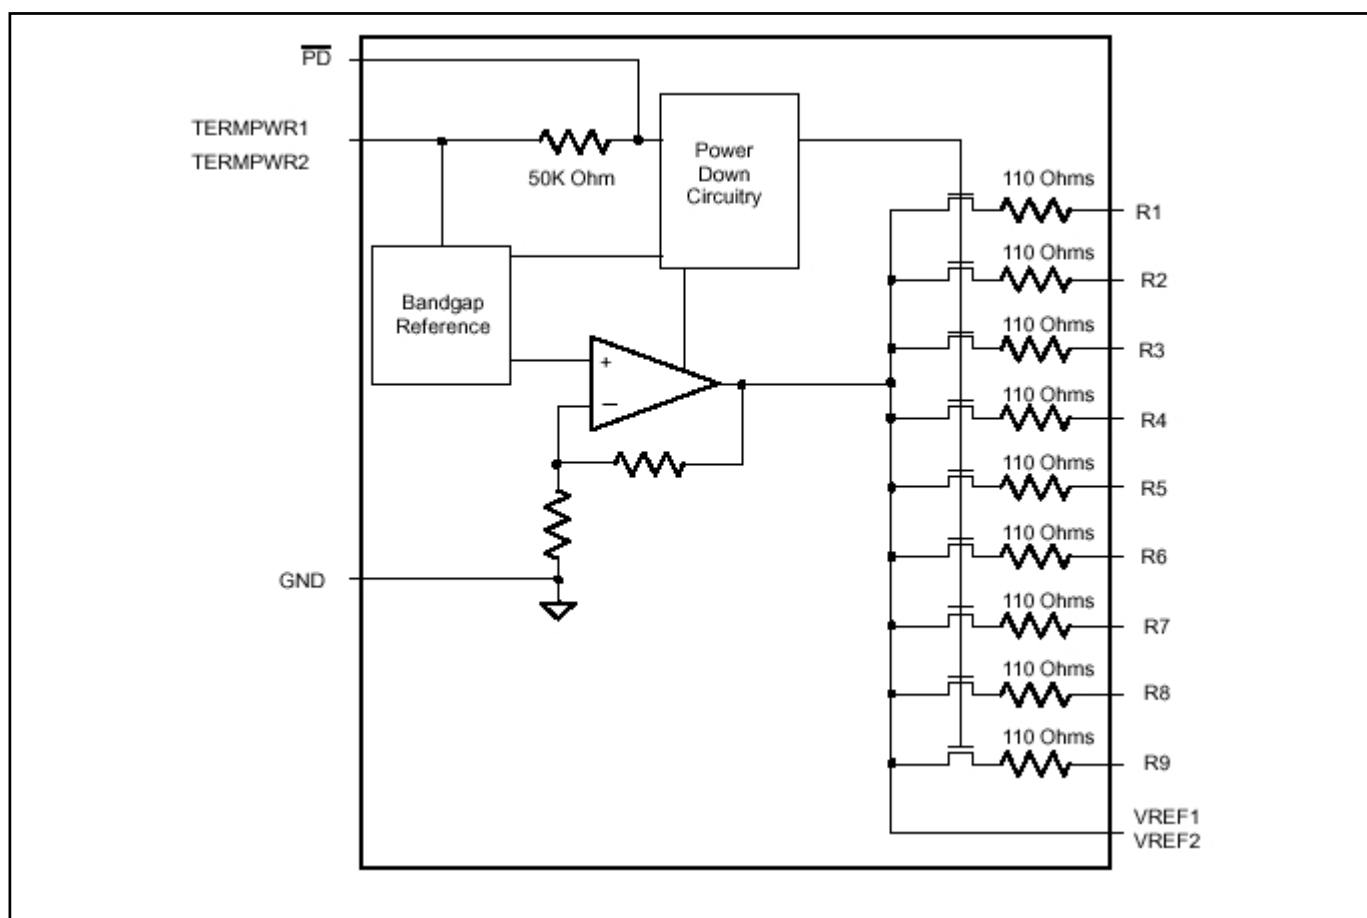 PD
TERMPWR1
TERMPWR2
50K Ohm
Power
Down
Circuitry
Bandgap
Reference
+
–
GND
110 Ohms
R1
110 Ohms
R2
110 Ohms
R3
110 Ohms
R4
110 Ohms
R5
110 Ohms
R6
110 Ohms
R7
110 Ohms
R8
110 Ohms
R9
VREF1
VREF2